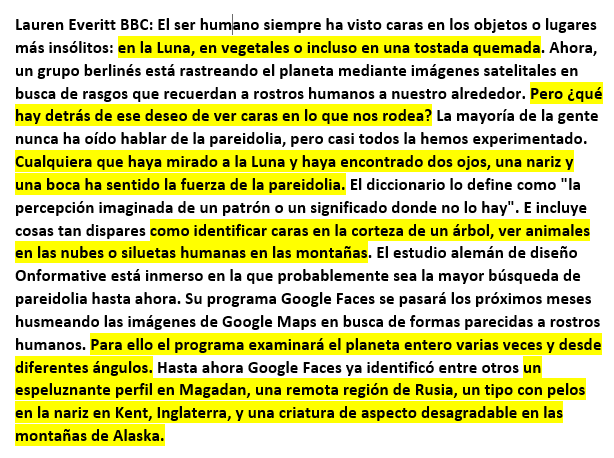 Lauren Everitt BBC: El ser humano siempre ha visto caras en los objetos o lugares
más insólitos: en la Luna, en vegetales o incluso en una tostada quemada. Ahora,
un grupo berlinés está rastreando el planeta mediante imágenes satelitales en
busca de rasgos que recuerdan a rostros humanos a nuestro alrededor. Pero ¿qué
hay detrás de ese deseo de ver caras en lo que nos rodea? La mayoría de la gente
nunca ha oído hablar de la pareidolia, pero casi todos la hemos experimentado.
Cualquiera que haya mirado a la Luna y haya encontrado dos ojos, una nariz y
una boca ha sentido la fuerza de la pareidolia. El diccionario lo define como "la
percepción imaginada de un patrón o un significado donde no lo hay". E incluye
cosas tan dispares como identificar caras en la corteza de un árbol, ver animales
en las nubes o siluetas humanas en las montañas. El estudio alemán de diseño
Onformative está inmerso en la que probablemente sea la mayor búsqueda de
pareidolia hasta ahora. Su programa Google Faces se pasará los próximos meses
husmeando las imágenes de Google Maps en busca de formas parecidas a rostros
humanos. Para ello el programa examinará el planeta entero varias veces y desde
diferentes ángulos. Hasta ahora Google Faces ya identificó entre otros un
espeluznante perfil en Magadan, una remota región de Rusia, un tipo con pelos
en la nariz en Kent, Inglaterra, y una criatura de aspecto desagradable en las
montañas de Alaska.